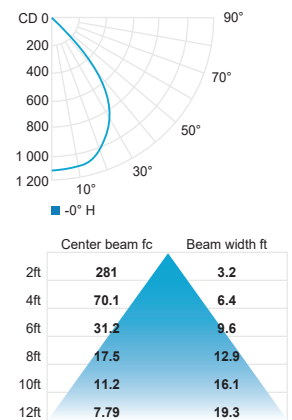 CD 0
90°
200
400
70°
600
800
50°
1 000
30°
1 200
10°
-0° H
Center beam fc Beam width ft
2ft 281 3.2
4ft 70.1 6.4
6ft 31.2 9.6
8ft 17.5 12.9
10ft 11.2 16.1
12ft 7.79 19.3